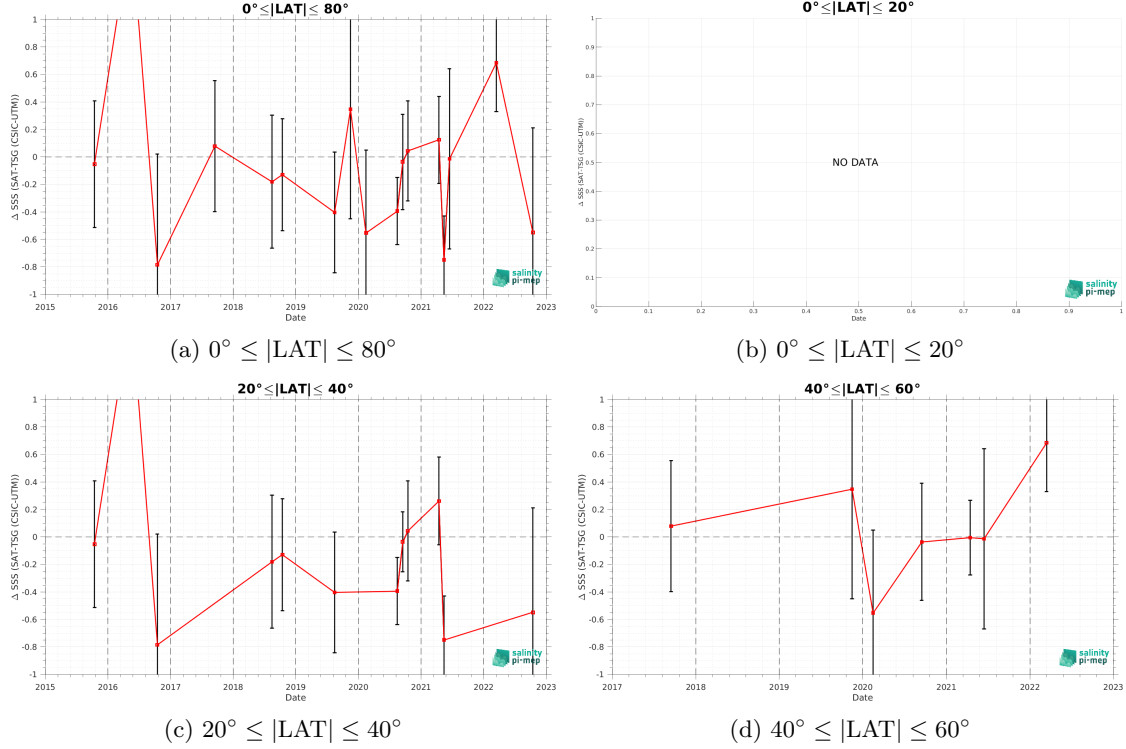 0°≤|LAT|≤ 80°
Δ SSS (SAT-TSG (CSIC-UTM))
1
0.8
0.6
0.4
0.2
0
-0.2
-0.4
-0.6
-0.8
-1
2015 2016 2017 2018 2019 2020 2021 2022 2023
Date
salinity
pi-mep
(a) 0° ≤ |LAT| ≤ 80°
0°≤|LAT|≤ 20°
Δ SSS (SAT-TSG (CSIC-UTM))
1
0.9
0.8
0.7
0.6
0.5
0.4
0.3
0.2
0.1
0
NO DATA
0 0.1 0.2 0.3 0.4 0.5 0.6 0.7 0.8 0.9 1
Date
salinity
pi-mep
(b) 0° ≤ |LAT| ≤ 20°
20°≤|LAT|≤ 40°
Δ SSS (SAT-TSG (CSIC-UTM))
1
0.8
0.6
0.4
0.2
0
-0.2
-0.4
-0.6
-0.8
-1
2015 2016 2017 2018 2019 2020 2021 2022 2023
Date
salinity
pi-mep
(c) 20° ≤ |LAT| ≤ 40°
40°≤|LAT|≤ 60°
Δ SSS (SAT-TSG (CSIC-UTM))
1
0.8
0.6
0.4
0.2
0
-0.2
-0.4
-0.6
-0.8
-1
2017 2018 2019 2020 2021 2022 2023
Date
salinity
pi-mep
(d) 40° ≤ |LAT| ≤ 60°